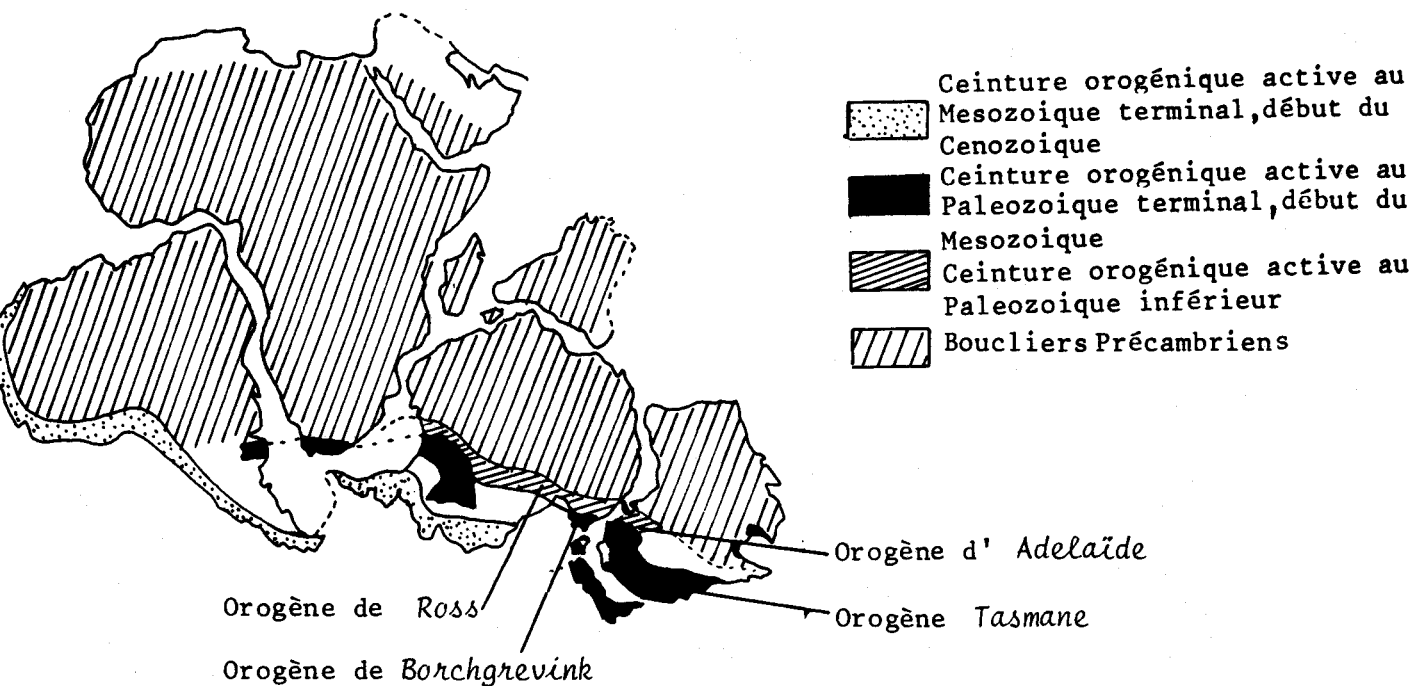 Ceinture orogénique active au
Mesozoique terminal,début du
Cenozoique
Ceinture orogénique active au
Paleozoique terminal,début du
Mesozoique
Ceinture orogénique active au
Paleozoique inférieur
Boucliers Précambriens
Orogène d' Adelaïde
Orogène de Ross
Orogène Tasmane
Orogène de Borchgrevink